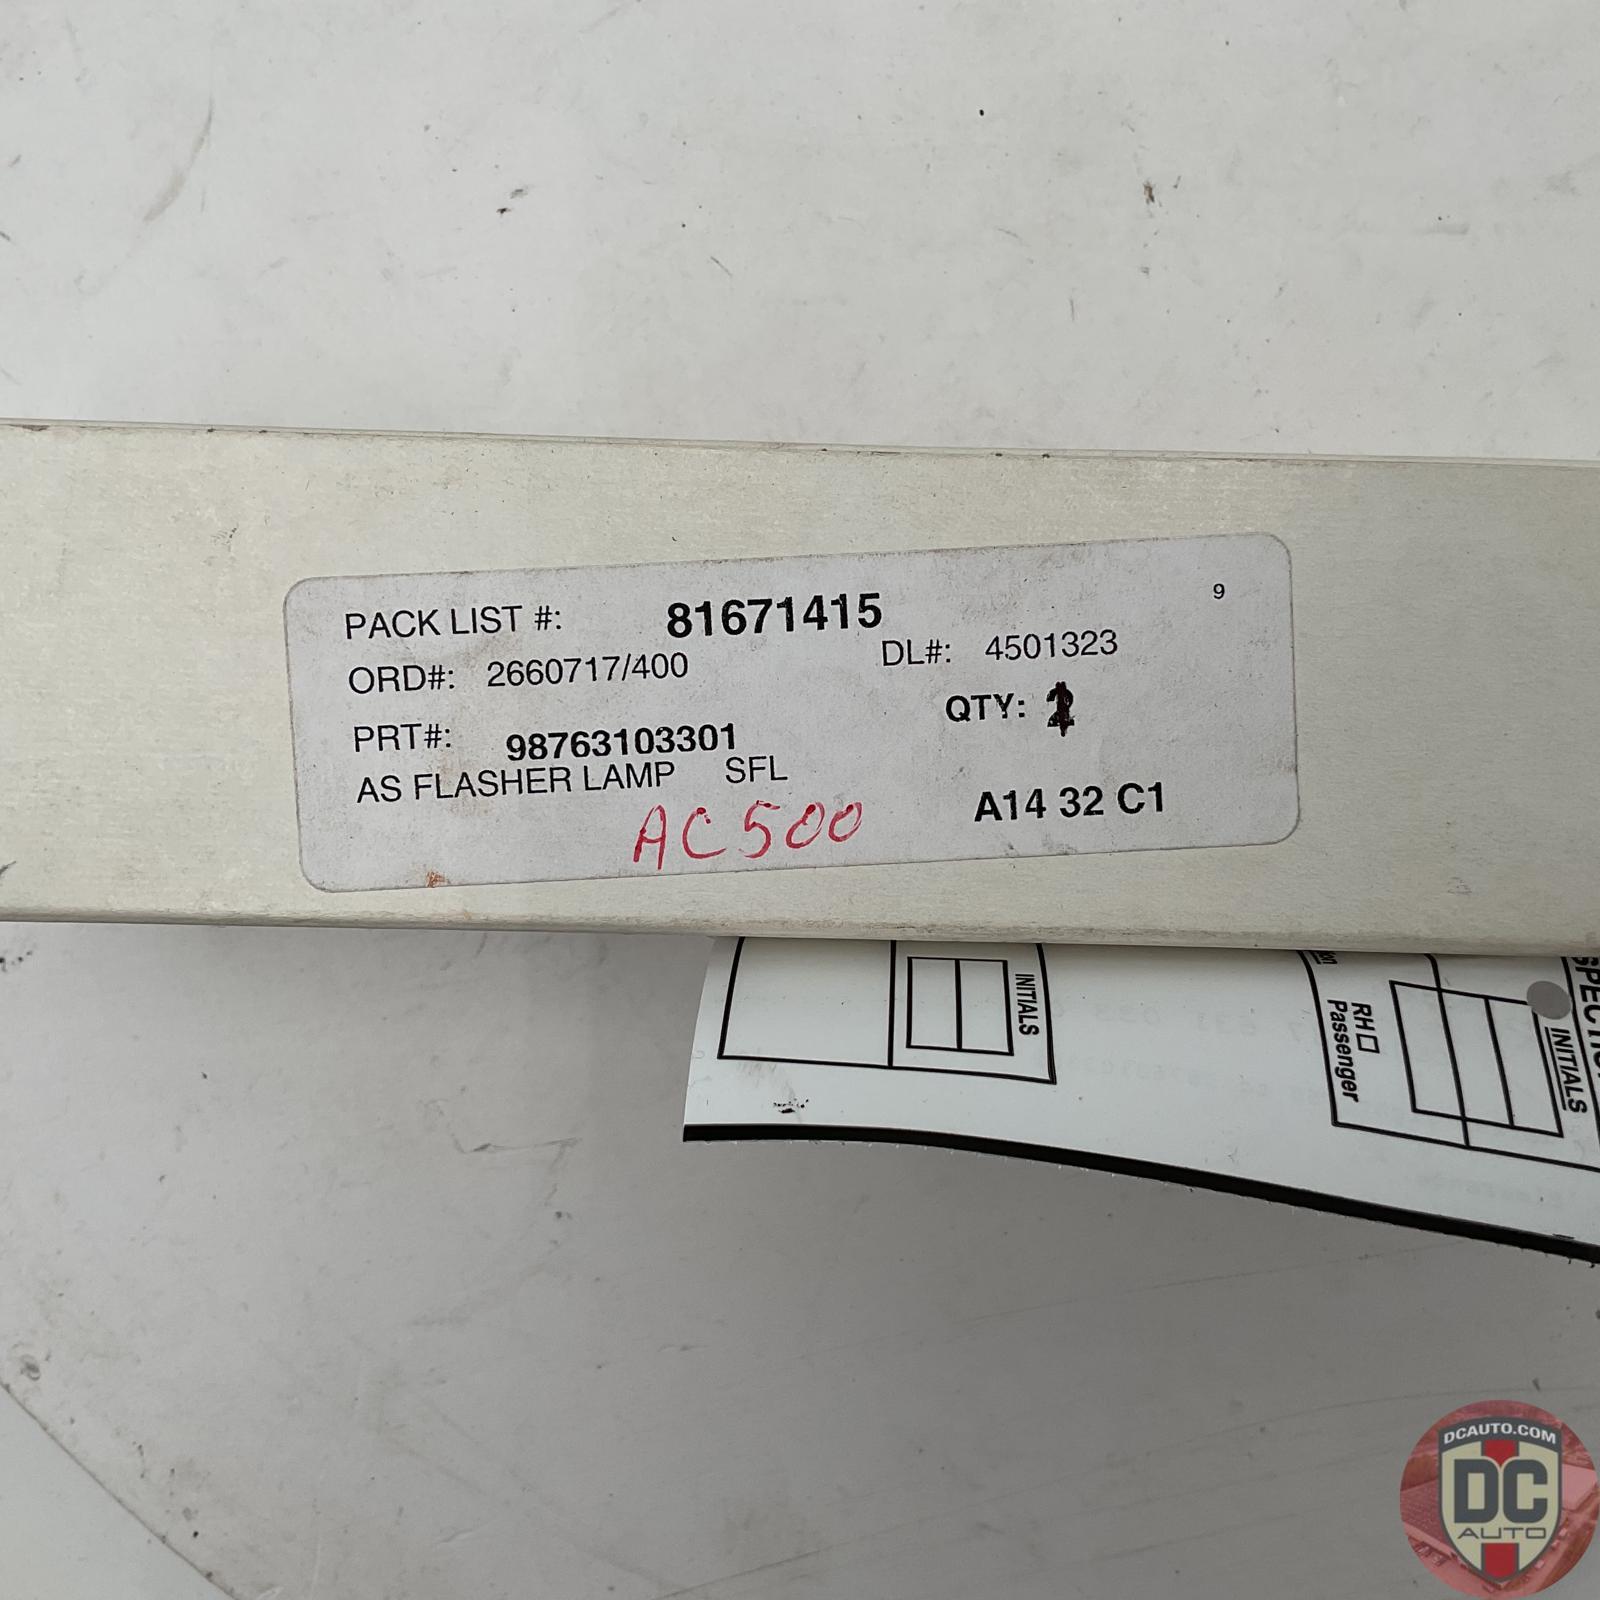 PACK LIST #: 81671415 9
ORD#: 2660717/400 DL#: 4501323
PRT#: 98763103301 QTY: 1
AS FLASHER LAMP SFL A14 32 C1
AC500
INITIALS
RH
Passenger
INITIALS
DCAUTO.COM
DC
AUTO